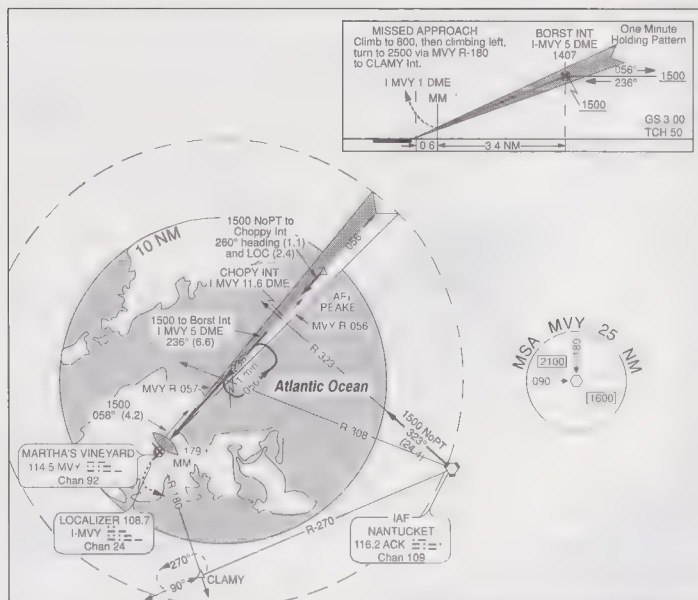 MISSED APPROACH
Climb to 800, then climbing left,
turn to 2500 via MVY R-180
to CLAMY Int.
BORST INT
I-MVY 5 DME
1407
One Minute
Holding Pattern
I MVY 1 DME
MM
056°
236°
1500
1500
GS 3.00
TCH 50
0.6
3.4 NM
10 NM
1500 NoPT to
Choppy Int
260° heading (1.1)
and LOC (2.4)
056
CHOPY INT
I MVY 11.6 DME
PEAKE
MVY R 056
1500 to Borst Int
I MVY 5 DME
236° (6.6)
R 323
MVY R 057
056
Atlantic Ocean
1500
056° (4.2)
R 308
1500 NoPT
323°
(24.4)
MARTHA'S VINEYARD
114.5 MVY
Chan 92
179
MM
R 180
LOCALIZER 108.7
I-MVY
Chan 24
R-270
IAF
NANTUCKET
116.2 ACK
Chan 109
270°
90°
CLAMY
MSA MVY 25 NM
180
2100
090
1600